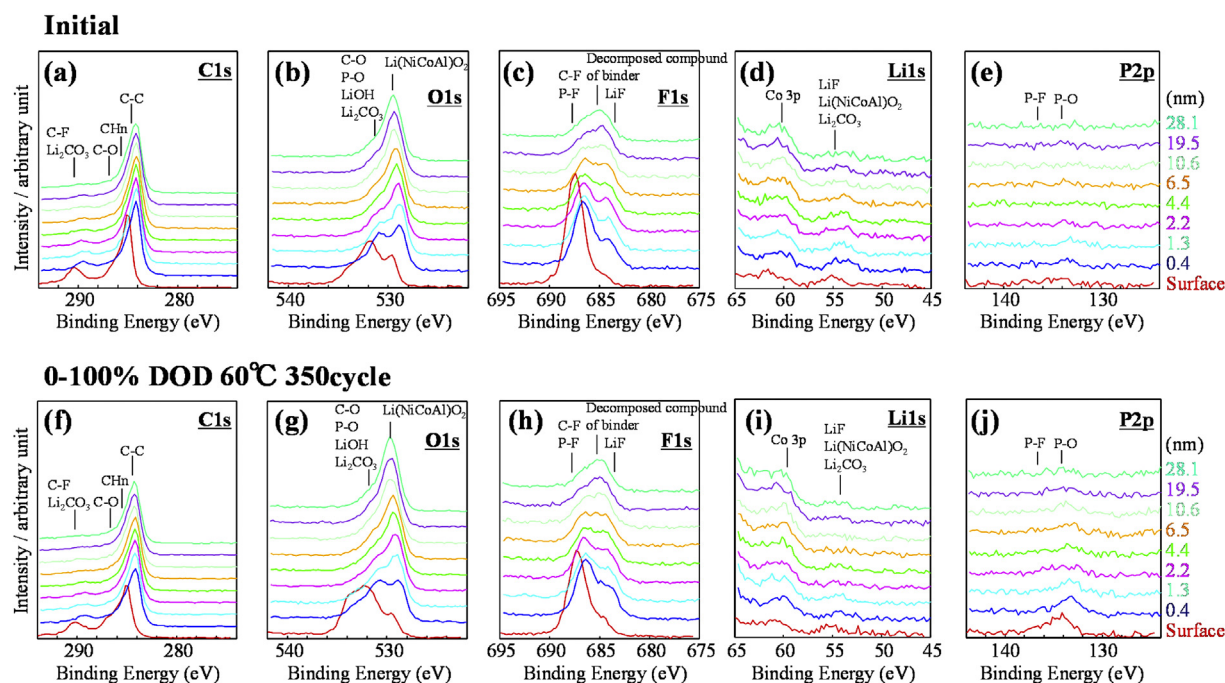 Initial
Intensity / arbitrary unit
(a)
C1s
C-C
CHn
C-F
Li₂CO₃
C-O
290
280
Binding Energy (eV)
(b)
O1s
C-O
P-O
LiOH
Li₂CO₃
Li(NiCoAl)O₂
540
530
Binding Energy (eV)
(c)
F1s
Decomposed compound
C-F of binder
P-F
LiF
695
685
675
Binding Energy (eV)
(d)
Li1s
Co 3p
LiF
Li(NiCoAl)O₂
Li₂CO₃
65
60
55
50
45
Binding Energy (eV)
(e)
P2p
P-F
P-O
140
130
Binding Energy (eV)
(nm)
28.1
19.5
10.6
6.5
4.4
2.2
1.3
0.4
Surface
0-100% DOD 60℃ 350cycle
Intensity / arbitrary unit
(f)
C1s
C-C
CHn
C-F
Li₂CO₃
C-O
290
280
Binding Energy (eV)
(g)
O1s
C-O
P-O
LiOH
Li₂CO₃
Li(NiCoAl)O₂
540
530
Binding Energy (eV)
(h)
F1s
Decomposed compound
C-F of binder
P-F
LiF
695
685
675
Binding Energy (eV)
(i)
Li1s
Co 3p
LiF
Li(NiCoAl)O₂
Li₂CO₃
65
60
55
50
45
Binding Energy (eV)
(j)
P2p
P-F
P-O
140
130
Binding Energy (eV)
(nm)
28.1
19.5
10.6
6.5
4.4
2.2
1.3
0.4
Surface